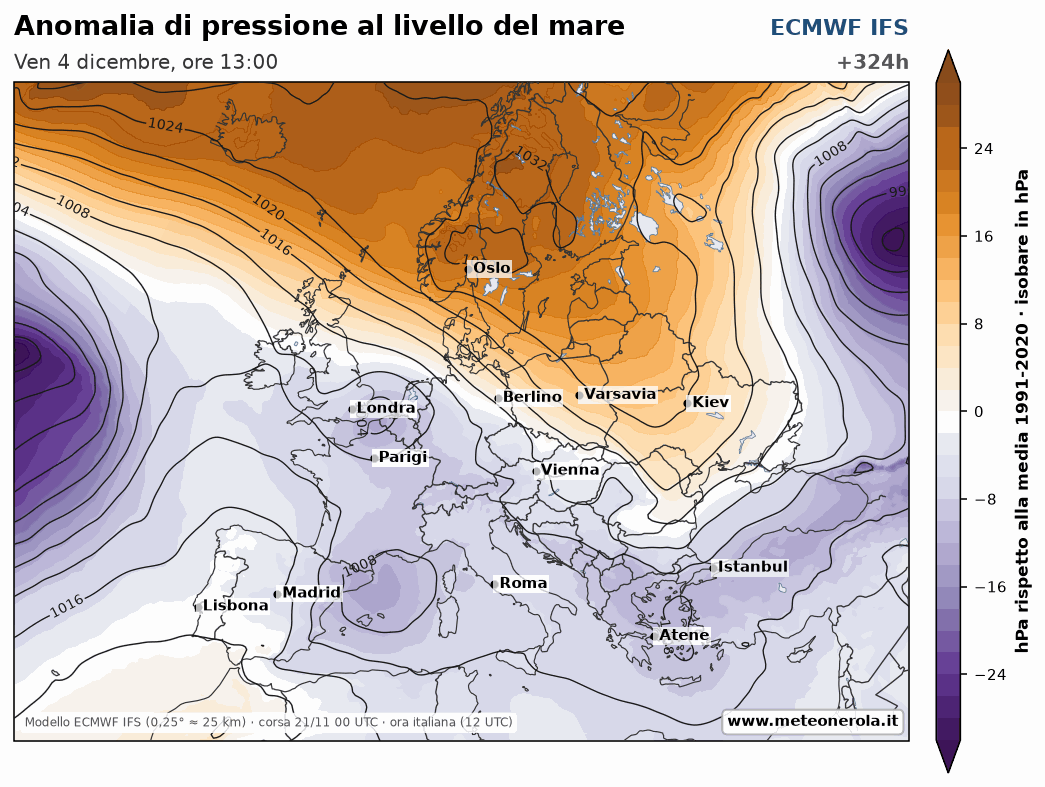 Anomalia di pressione al livello del mare
ECMWF IFS
Ven 4 dicembre, ore 13:00
+324h
1024
1032
1008
99
1008
1020
1016
04
Oslo
Berlino
Varsavia
Kiev
Londra
Parigi
Vienna
1008
Istanbul
Roma
Madrid
Lisbona
1016
Atene
Modello ECMWF IFS (0,25° ≈ 25 km) · corsa 21/11 00 UTC · ora italiana (12 UTC)
www.meteonerola.it
24
16
8
0
−8
−16
−24
hPa rispetto alla media 1991-2020 · isobare in hPa